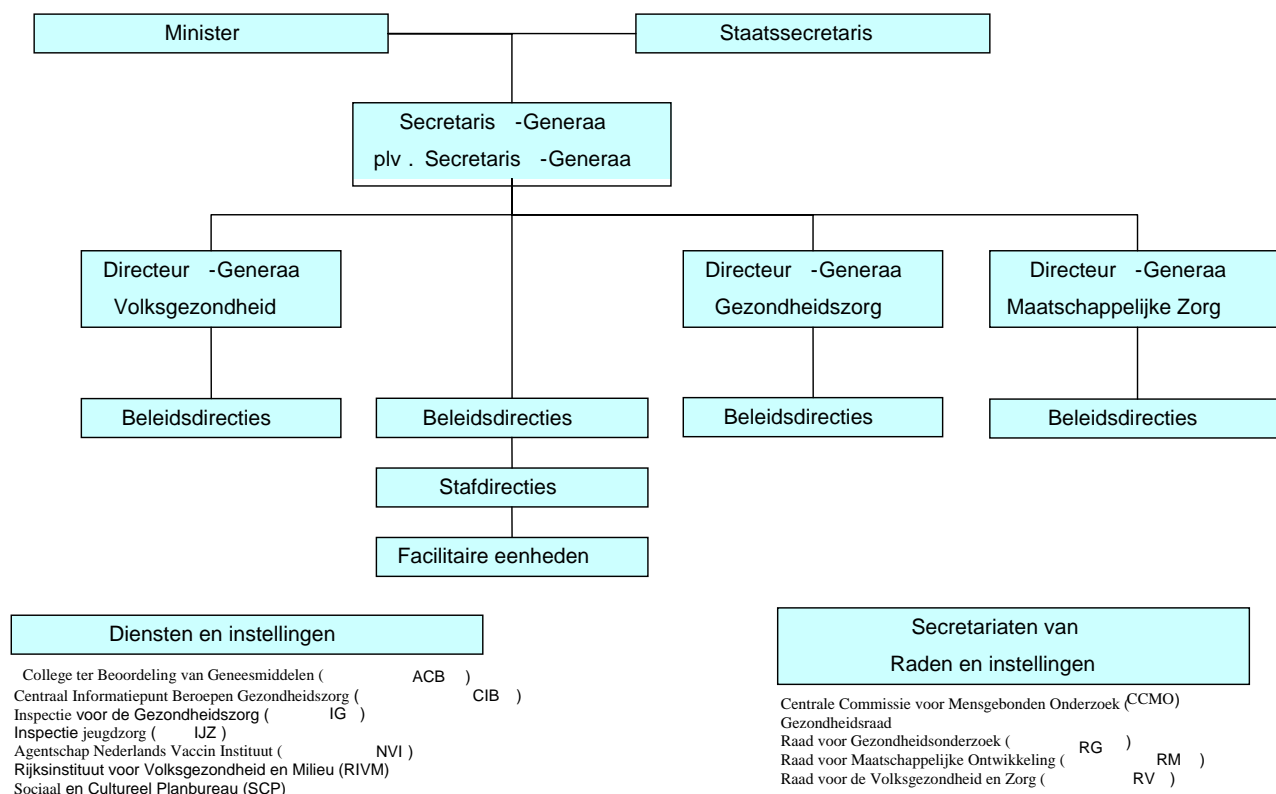 Minister
Staatssecretaris
Secretaris -Generaa
plv . Secretaris -Generaa
Directeur -Generaa
Volksgezondheid
Directeur -Generaa
Gezondheidszorg
Directeur -Generaa
Maatschappelijke Zorg
Beleidsdirecties
Beleidsdirecties
Beleidsdirecties
Beleidsdirecties
Stafdirecties
Facilitaire eenheden
Diensten en instellingen
College ter Beoordeling van Geneesmiddelen ( ACB )
Centraal Informatiepunt Beroepen Gezondheidszorg ( CIB )
Inspectie voor de Gezondheidszorg ( IG )
Inspectie jeugdzorg ( IJZ )
Agentschap Nederlands Vaccin Instituut ( NVI )
Rijksinstituut voor Volksgezondheid en Milieu (RIVM)
Sociaal en Cultureel Planbureau (SCP)
Secretariaten van
Raden en instellingen
Centrale Commissie voor Mensgebonden Onderzoek (CCMO)
Gezondheidsraad
Raad voor Gezondheidsonderzoek ( RG )
Raad voor Maatschappelijke Ontwikkeling ( RM )
Raad voor de Volksgezondheid en Zorg ( RV )